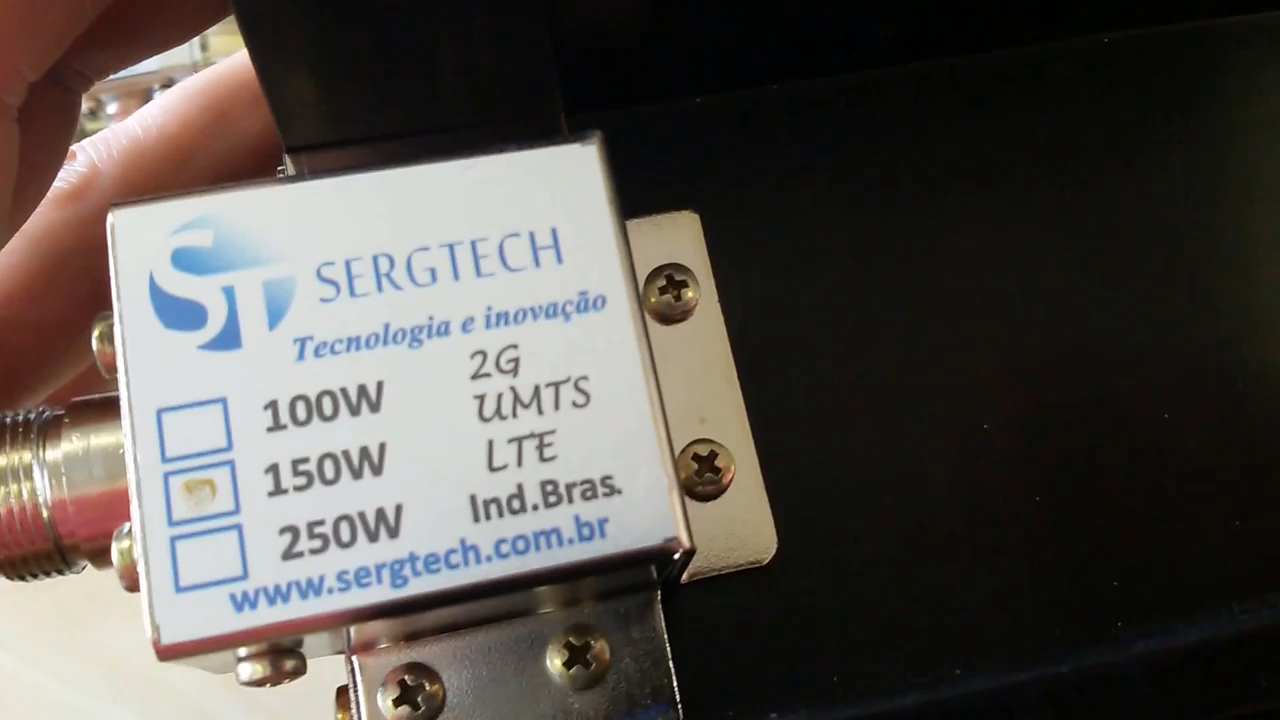 ST SERGTECH
Tecnologia e inovação
2G
100W UMTS
150W LTE
250W Ind.Bras.
www.sergtech.com.br